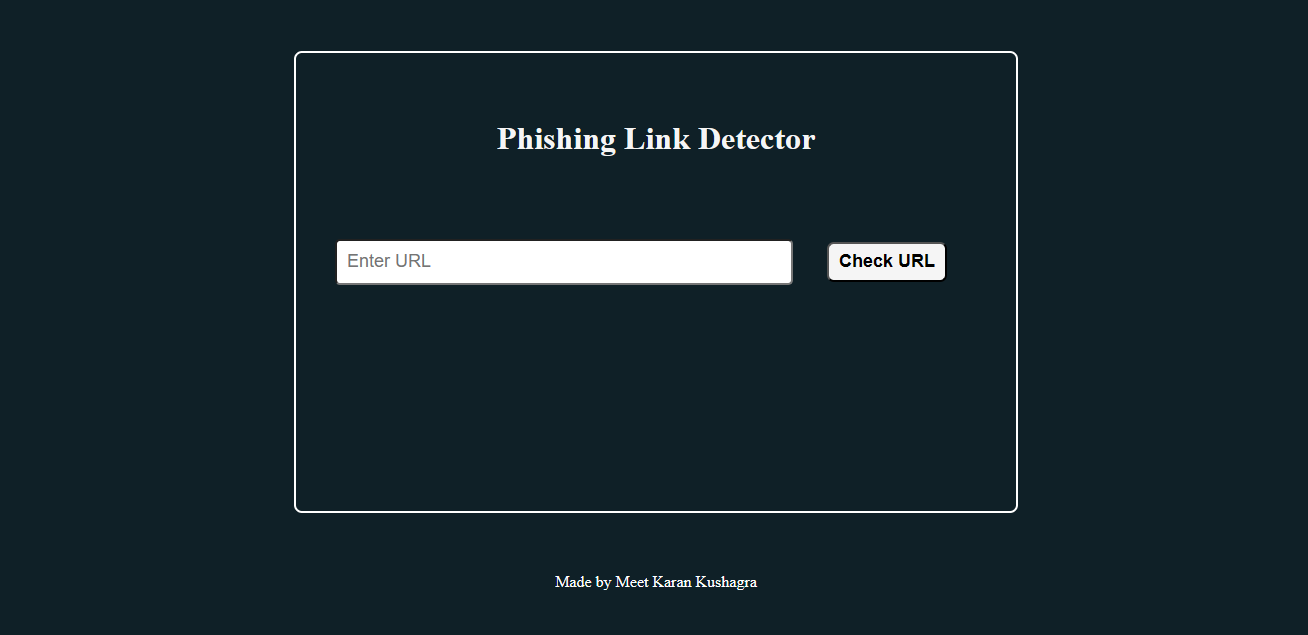 Phishing Link Detector
Enter URL
Check URL
Made by Meet Karan Kushagra